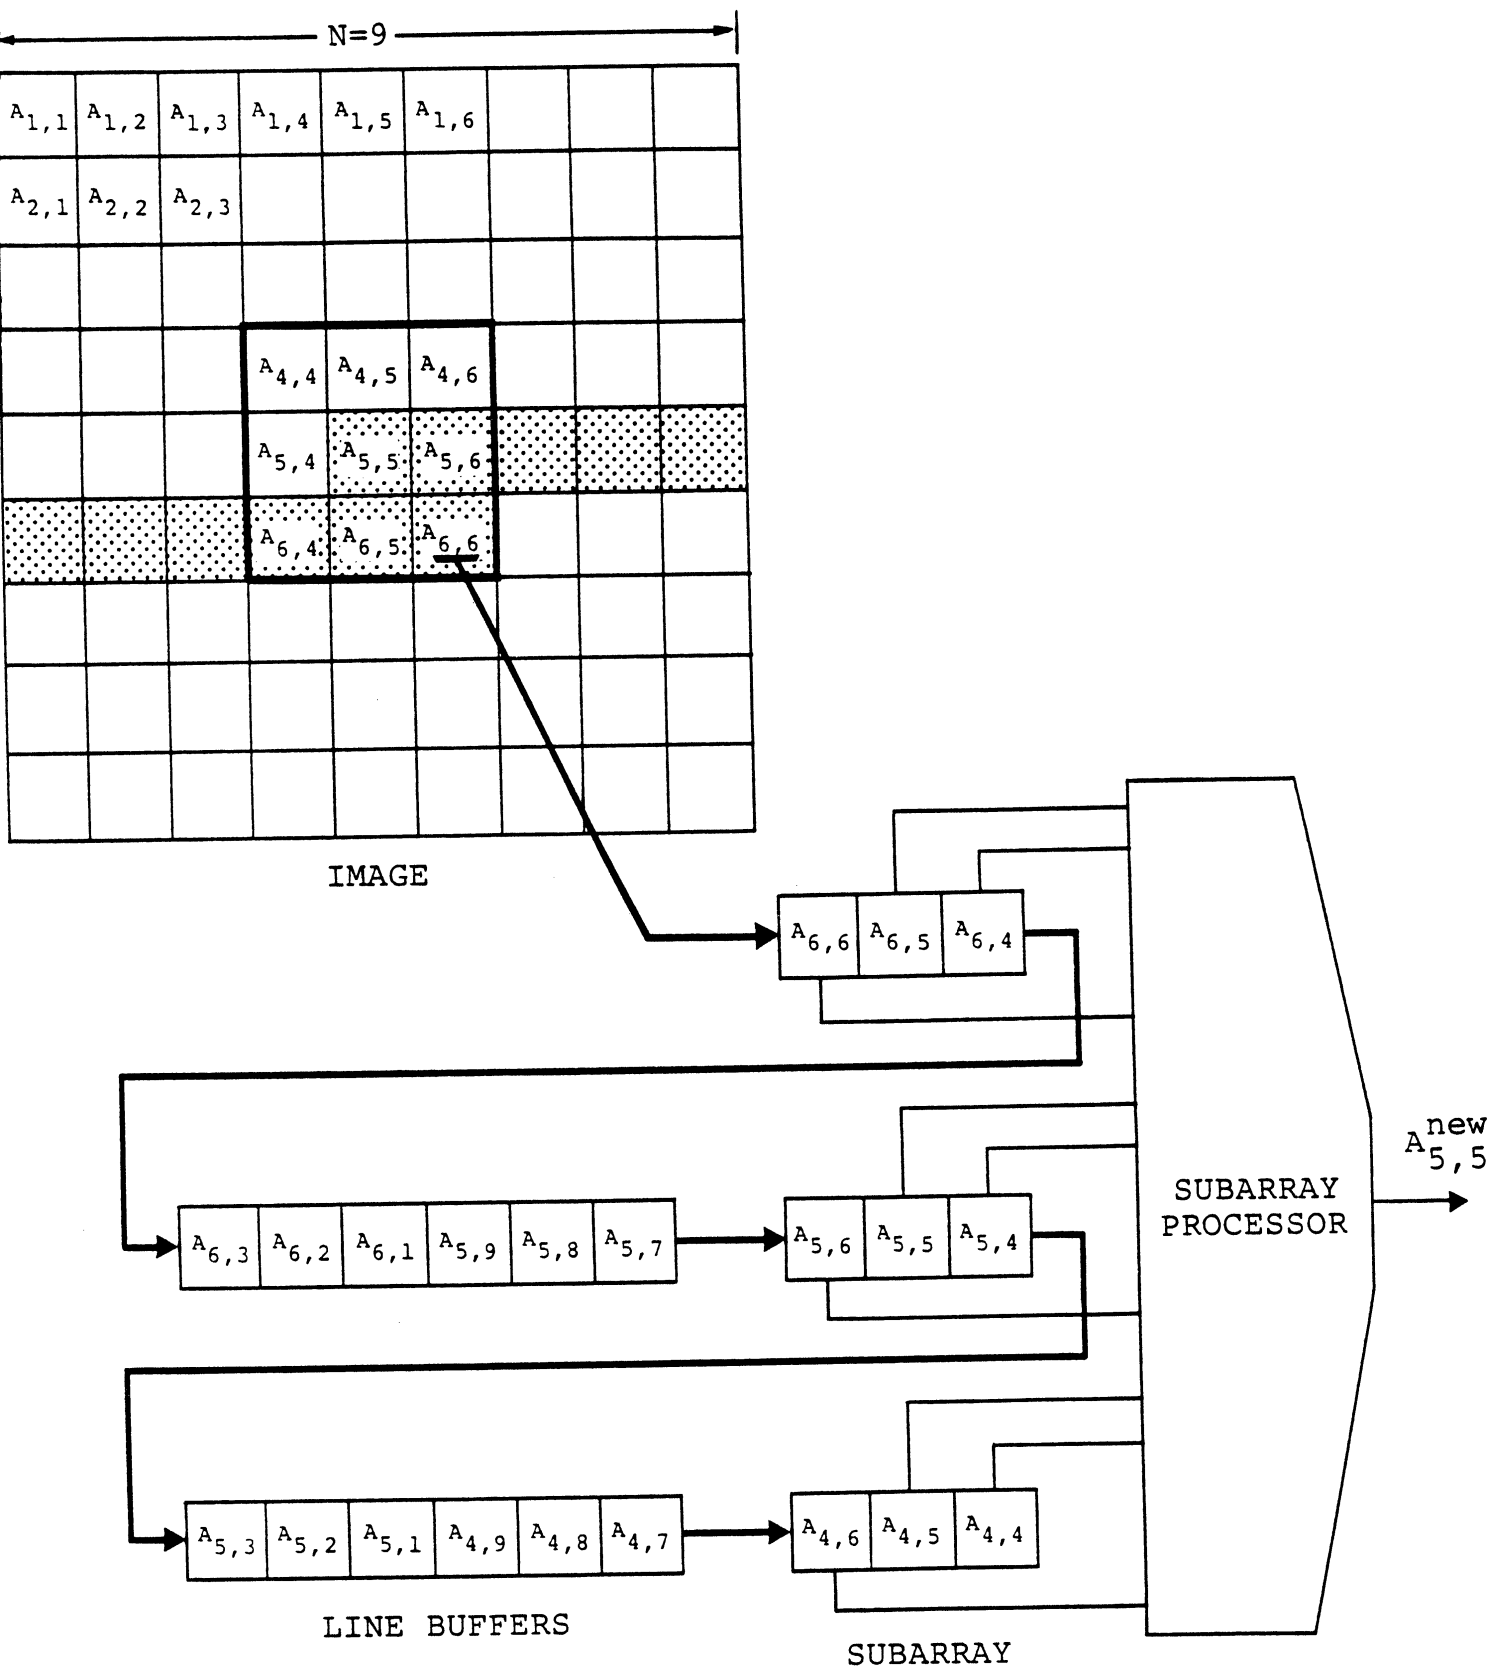 N=9
A1,1 A1,2 A1,3 A1,4 A1,5 A1,6
A2,1 A2,2 A2,3
A4,4 A4,5 A4,6
A5,4 A5,5 A5,6
A6,4 A6,5 A6,6
IMAGE
A6,6 A6,5 A6,4
A6,3 A6,2 A6,1 A5,9 A5,8 A5,7
A5,6 A5,5 A5,4
A5,3 A5,2 A5,1 A4,9 A4,8 A4,7
A4,6 A4,5 A4,4
LINE BUFFERS
SUBARRAY
SUBARRAY
PROCESSOR
A5,5 new